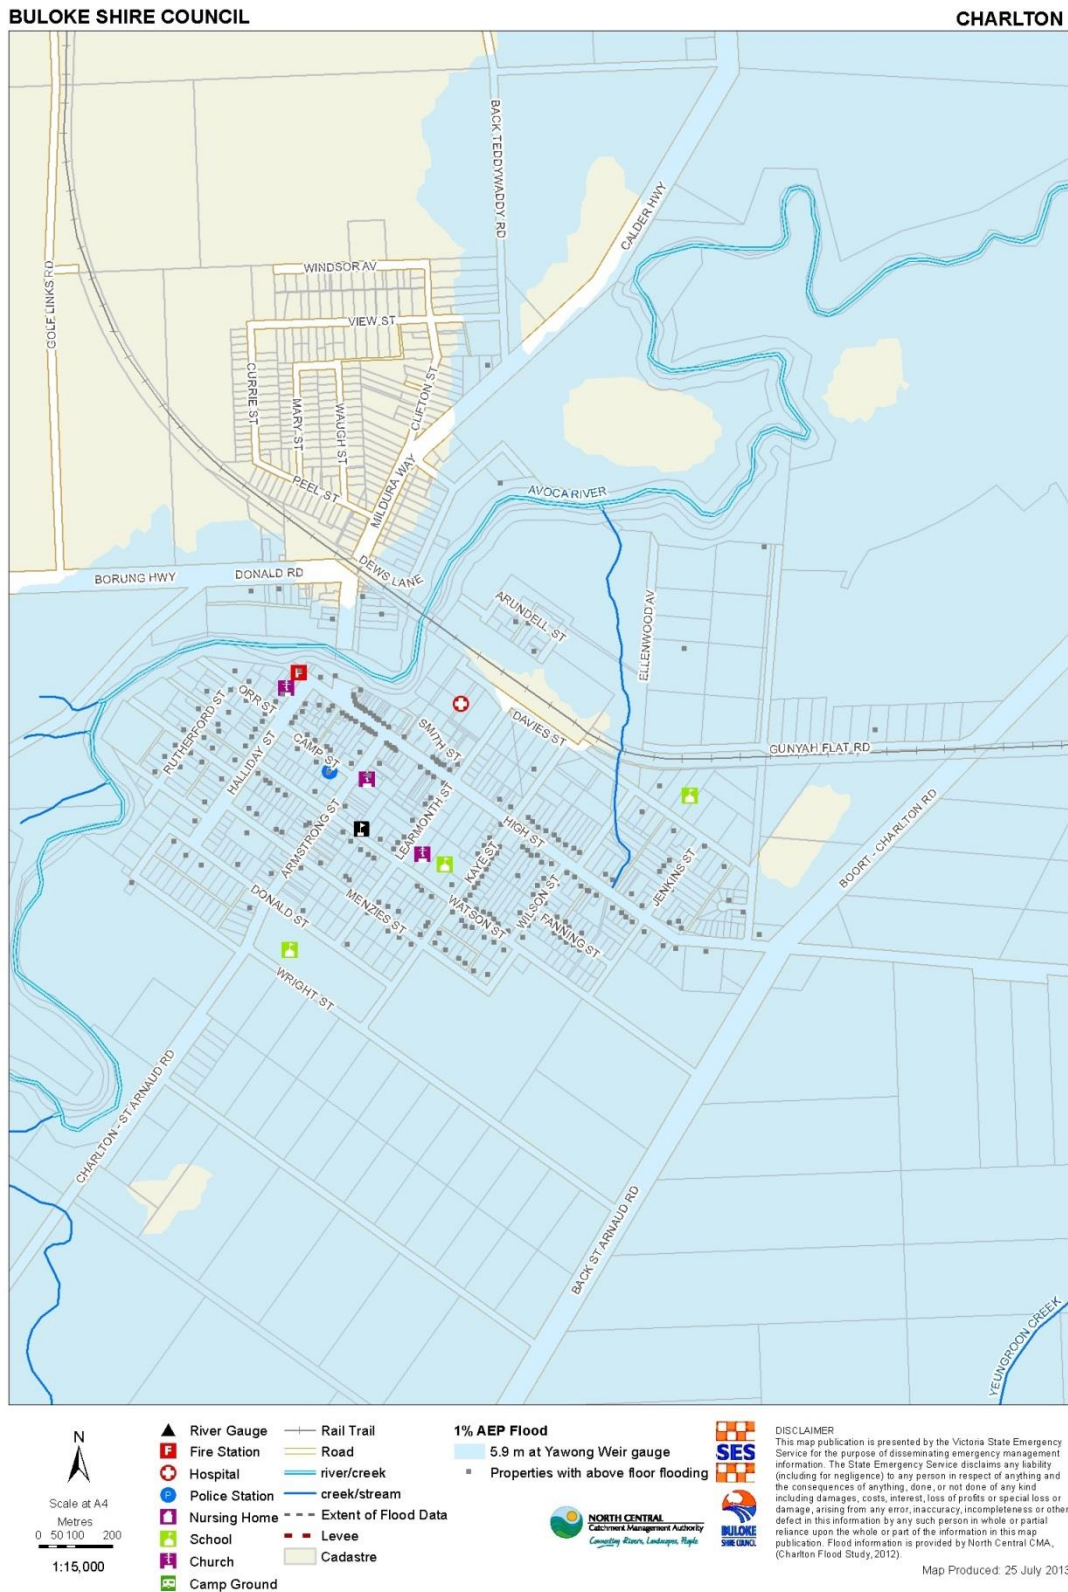 BULOKE SHIRE COUNCIL
CHARLTON
BACK TEDDYWADDY RD
CALDER HWY
GOLF LINKS RD
WINDSOR AV
VIEW ST
CURRIE ST
MARY ST
WAUGH ST
CLIFTON ST
PEEL ST
MILDURA WAY
AVOCA RIVER
DEWS LANE
BORUNG HWY
DONALD RD
ARUNDELL ST
ELLENWOOD AV
RUTHERFORD ST
ORR ST
HALLIDAY ST
CAMP ST
SMITH ST
DAVIES ST
GUNYAH FLAT RD
ARMSTRONG ST
LEARMONTH ST
HIGH ST
KAYE ST
JENKINS ST
BOORT - CHARLTON RD
DONALD ST
MENZIES ST
WATSON ST
WILSON ST
FANNING ST
WRIGHT ST
CHARLTON - ST ARNAUD RD
BACK ST ARNAUD RD
YEUNGROON CREEK
N
Scale at A4
Metres
0 50 100 200
1:15,000
River Gauge
F Fire Station
Hospital
P Police Station
Nursing Home
School
Church
Camp Ground
Rail Trail
Road
river/creek
creek/stream
Extent of Flood Data
Levee
Cadastre
1% AEP Flood
5.9 m at Yawong Weir gauge
Properties with above floor flooding
NORTH CENTRAL
Catchment Management Authority
Connecting Rivers, Landscapes, People
SES
BULOKE
SHIRE COUNCIL
DISCLAIMER
This map publication is presented by the Victoria State Emergency
Service for the purpose of disseminating emergency management
information. The State Emergency Service disclaims any liability
(including for negligence) to any person in respect of anything and
the consequences of anything, done, or not done of any kind
including damages, costs, interest, loss of profits or special loss or
damage, arising from any error, inaccuracy, incompleteness or other
defect in this information by any such person in whole or partial
reliance upon the whole or part of the information in this map
publication. Flood information is provided by North Central CMA,
(Charlton Flood Study, 2012).
Map Produced: 25 July 2013